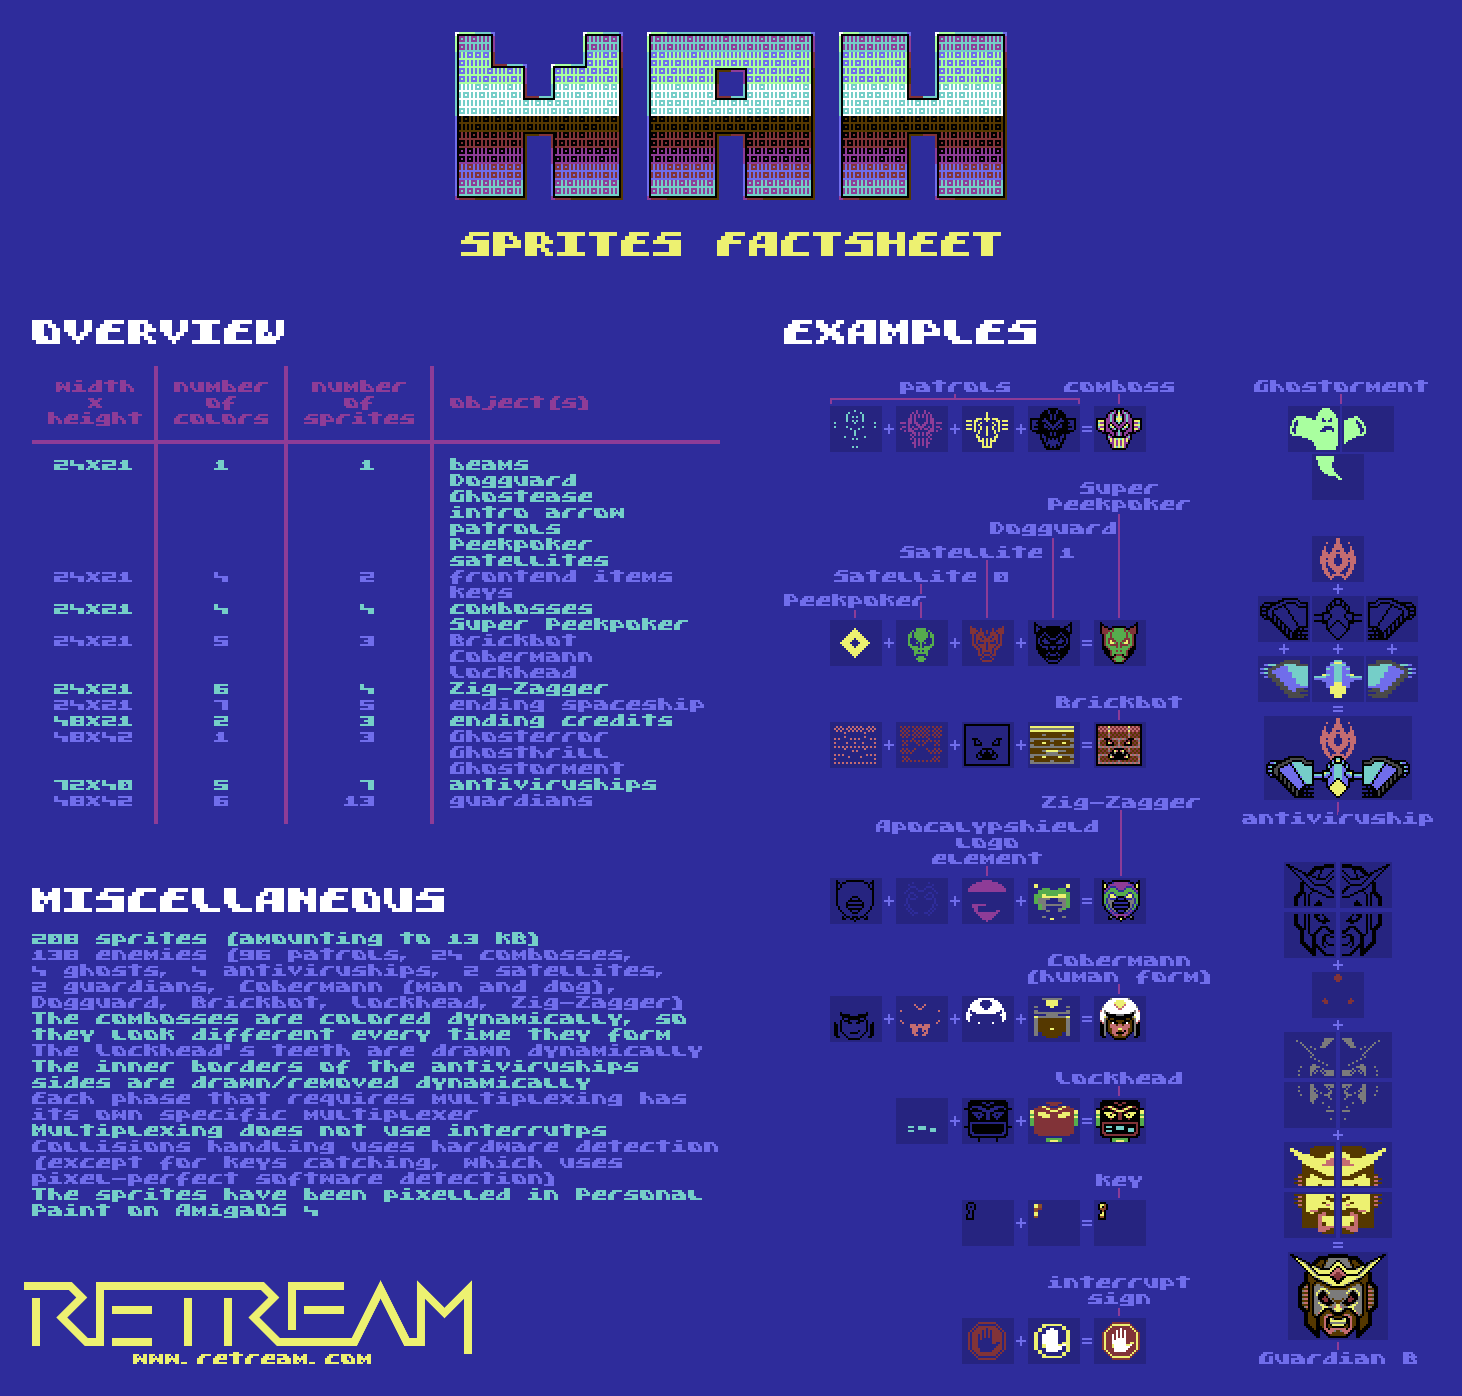 WAH
SPRITES FACTSHEET
OVERVIEW
width x height | number of colors | number of sprites | object(s)
24X21 1 1 beams
Dogguard
Ghostease
intro arrow
patrols
Peekpoker
satellites
24X21 4 2 frontend items
keys
24X21 4 4 combosses
Super Peekpoker
24X21 5 3 Brickbot
Cobermann
Lockhead
24X21 6 4 Zig-Zagger
24X21 7 5 ending spaceship
48X21 2 3 ending credits
48X42 1 3 Ghosterror
Ghosthrill
Ghostorment
72X40 5 7 antiviruships
48X42 6 13 guardians
MISCELLANEOUS
208 sprites (amounting to 13 kB)
138 enemies (96 patrols, 24 combosses,
4 ghosts, 4 antiviruships, 2 satellites,
2 guardians, Cobermann (man and dog),
Dogguard, Brickbot, Lockhead, Zig-Zagger)
The combosses are colored dynamically, so
they look different every time they form
The Lockhead's teeth are drawn dynamically
The inner borders of the antiviruships
sides are drawn/removed dynamically
Each phase that requires multiplexing has
its own specific multiplexer
Multiplexing does not use interrutps
Collisions handling uses hardware detection
(except for keys catching, which uses
pixel-perfect software detection)
The sprites have been pixelled in Personal
Paint on AmigaOS 4
RETREAM
www.retream.com
EXAMPLES
patrols comboss
+ + + =
Super
Peekpoker
Dogguard
Satellite 1
Satellite 0
Peekpoker
+ + + =
Brickbot
+ + + =
Zig-Zagger
Apocalypshield
logo
element
+ + + =
Cobermann
(human form)
+ + + =
Lockhead
+ + =
key
+ =
interrupt
sign
+ =
Ghostorment
+
+ + +
=
antiviruship
+
+
+
=
Guardian B